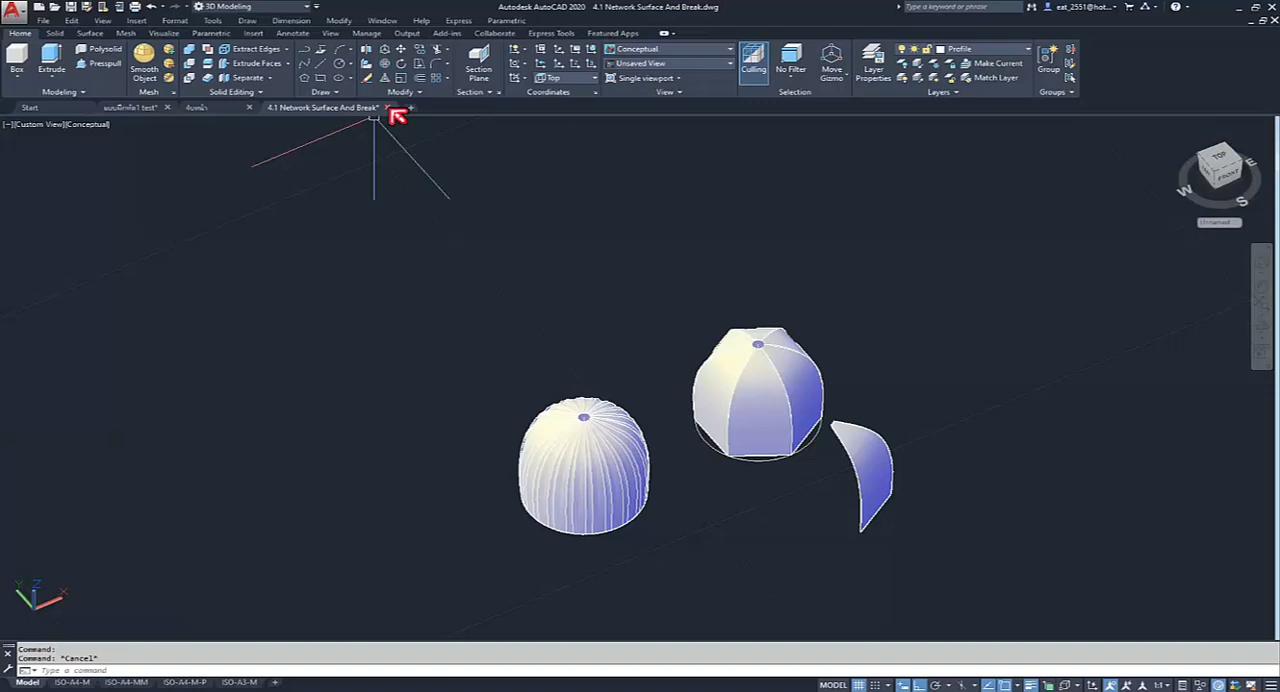 3D Modeling
Autodesk AutoCAD 2020 4.1 Network Surface And Break.dwg
Type a keyword or phrase
eat_2551@hot...
File Edit View Insert Format Tools Draw Dimension Modify Window Help Express Parametric
Home Solid Surface Mesh Visualize Parametric Insert Annotate View Manage Output Add-ins Collaborate Express Tools Featured Apps
Box
Extrude
Polysolid
Presspull
Modeling
Smooth
Object
Mesh
Extract Edges
Extrude Faces
Separate
Solid Editing
Draw
Modify
Section
Plane
Section
Top
Coordinates
Conceptual
Unsaved View
Single viewport
View
Culling
No Filter
Move
Gizmo
Selection
Layer
Properties
Profile
Make Current
Match Layer
Layers
Group
Groups
Start
4.1 Network Surface And Break*
[−][Custom View][Conceptual]
TOP
FRONT
W
S
E
Unnamed
Y Z X
Command:
Command: *Cancel*
Type a command
Model ISO-A4-M ISO-A4-MM ISO-A4-M-P ISO-A3-M
MODEL
1:1